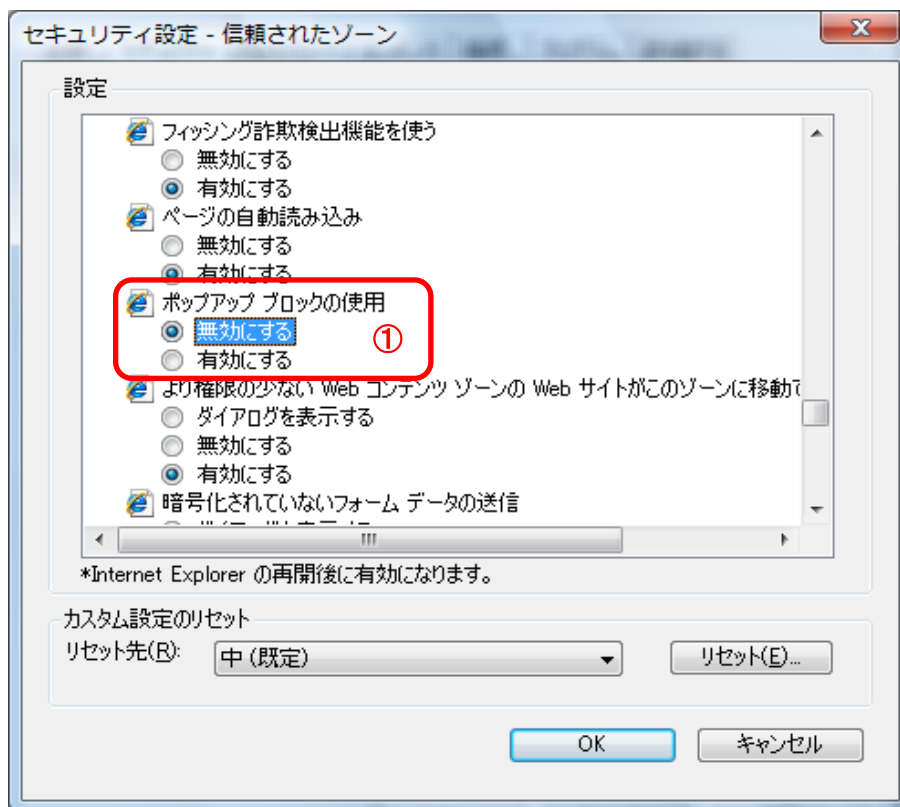 セキュリティ設定 - 信頼されたゾーン
設定
フィッシング詐欺検出機能を使う
無効にする
有効にする
ページの自動読み込み
無効にする
有効にする
ポップアップ ブロックの使用
無効にする
①
有効にする
より権限の少ない Web コンテンツ ゾーンの Web サイトがこのゾーンに移動で
ダイアログを表示する
無効にする
有効にする
暗号化されていないフォーム データの送信
*Internet Explorer の再開後に有効になります。
カスタム設定のリセット
リセット先(R):
中 (既定)
リセット(E)...
OK
キャンセル